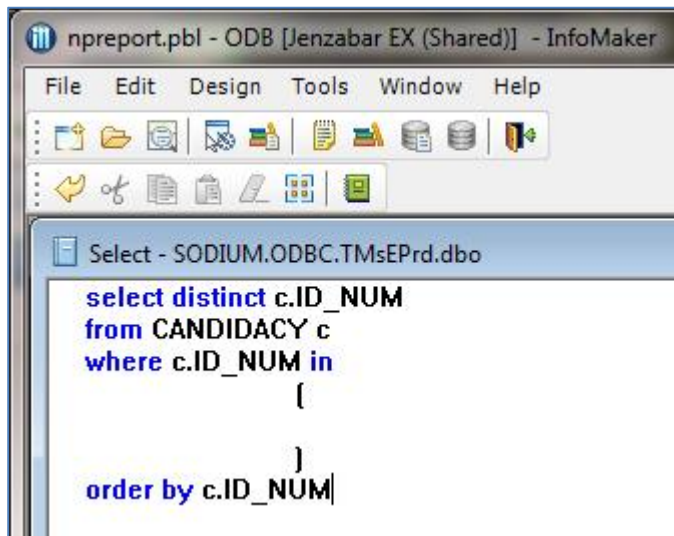 npreport.pbl - ODB [Jenzabar EX (Shared)] - InfoMaker
File Edit Design Tools Window Help
Select - SODIUM.ODBC.TMsEPrd.dbo
select distinct c.ID_NUM
from CANDIDACY c
where c.ID_NUM in
(
)
order by c.ID_NUM